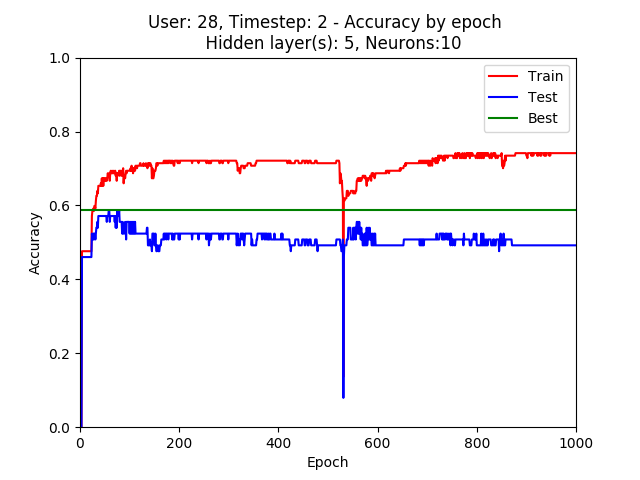 User: 28, Timestep: 2 - Accuracy by epoch
Hidden layer(s): 5, Neurons:10
1.0
0.8
0.6
0.4
0.2
0.0
Accuracy
Train
Test
Best
0
200
400
600
800
1000
Epoch